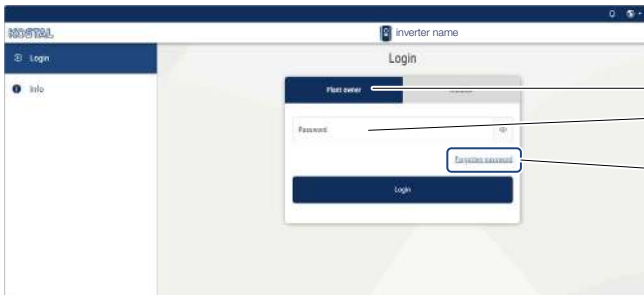 KOSTAL
inverter name
Login
Login
Info
Plant owner
Password
Forgotten password
Login